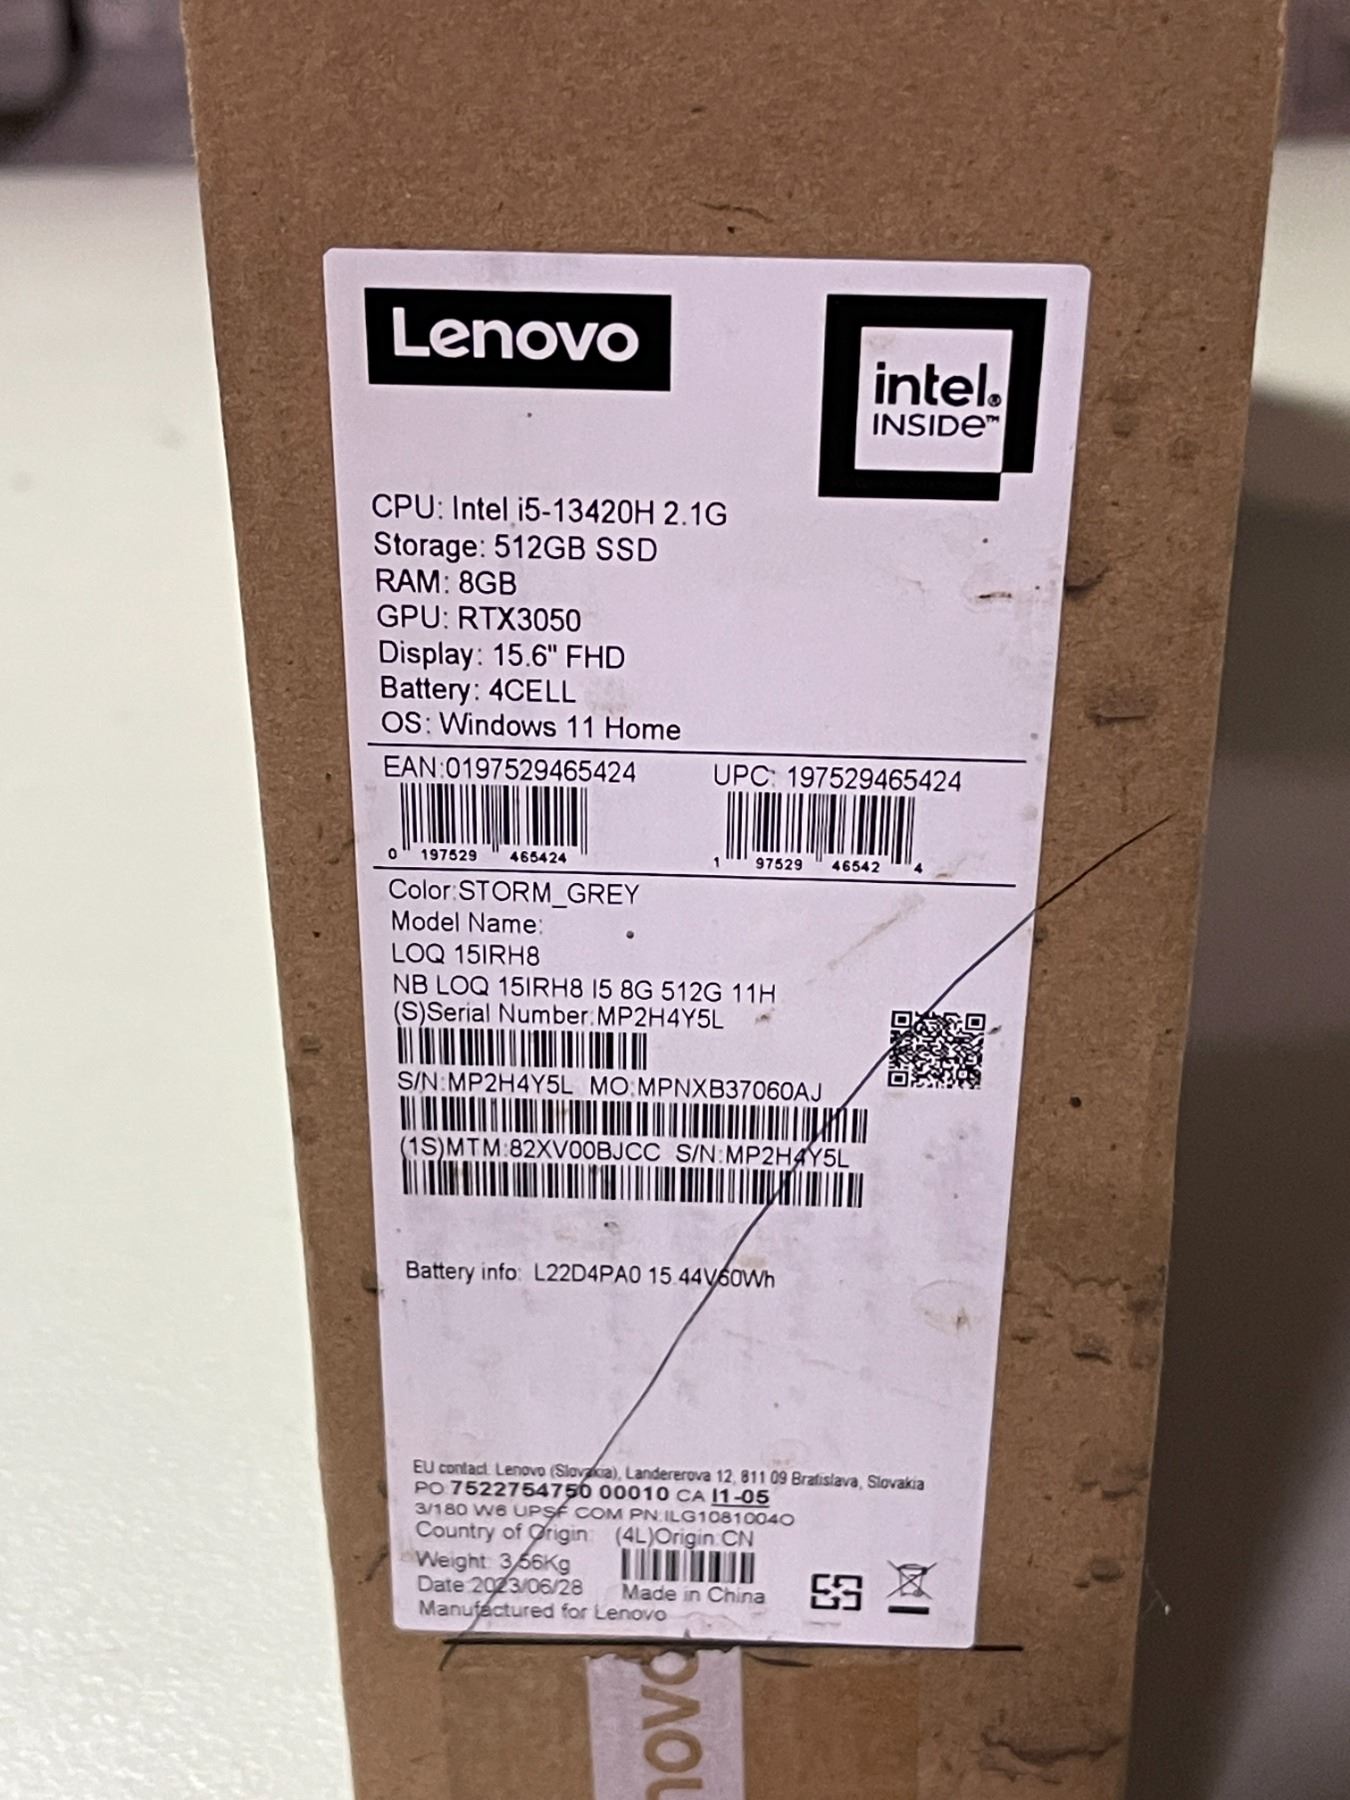 Lenovo
intel®
INSIDE™
CPU: Intel i5-13420H 2.1G
Storage: 512GB SSD
RAM: 8GB
GPU: RTX3050
Display: 15.6" FHD
Battery: 4CELL
OS: Windows 11 Home
EAN:0197529465424 UPC: 197529465424
0 197529 465424 1 97529 46542 4
Color:STORM_GREY
Model Name:
LOQ 15IRH8
NB LOQ 15IRH8 I5 8G 512G 11H
(S)Serial Number:MP2H4Y5L
S/N:MP2H4Y5L MO:MPNXB37060AJ
(1S)MTM:82XV00BJCC S/N:MP2H4Y5L
Battery info: L22D4PA0 15.44V60Wh
EU contact: Lenovo (Slovakia), Landererova 12, 811 09 Bratislava, Slovakia
PO:7522754750 00010 CA I1-05
3/180 W6 UPSF COM PN:ILG10810040
Country of Origin: (4L)Origin:CN
Weight: 3.56Kg
Date:2023/06/28 Made in China
Manufactured for Lenovo
novo